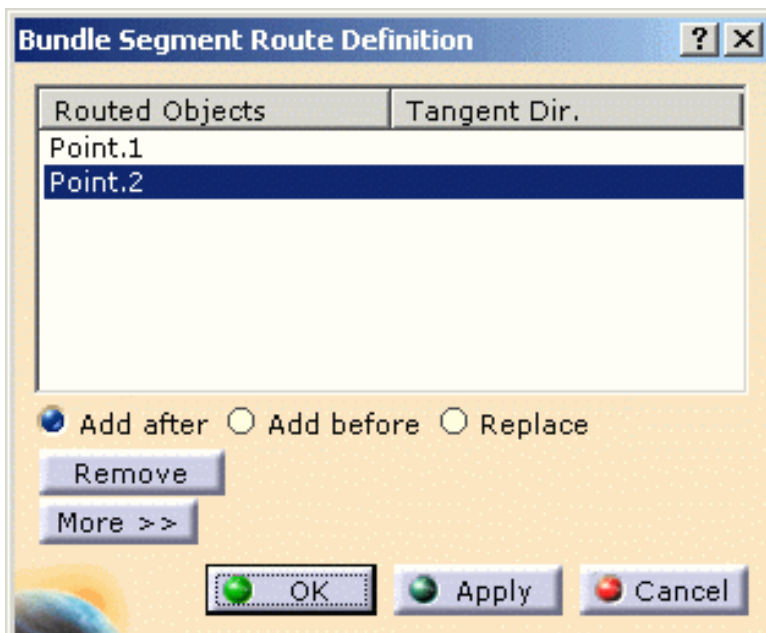 Bundle Segment Route Definition ? X
Routed Objects Tangent Dir.
Point.1
Point.2
Add after Add before Replace
Remove
More >>
OK Apply Cancel